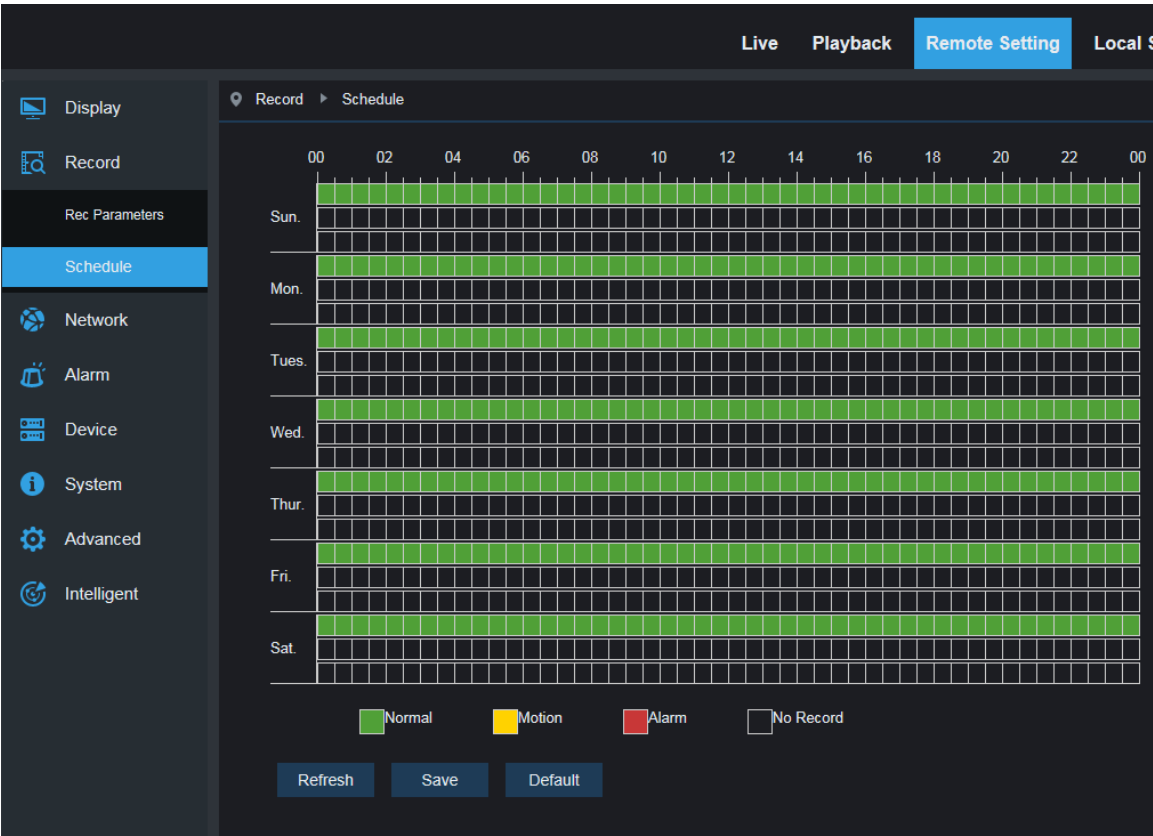 Live Playback Remote Setting Local S
Display
Record
Rec Parameters
Schedule
Network
Alarm
Device
System
Advanced
Intelligent
Record Schedule
00 02 04 06 08 10 12 14 16 18 20 22 00
Sun.
Mon.
Tues.
Wed.
Thur.
Fri.
Sat.
Normal Motion Alarm No Record
Refresh Save Default